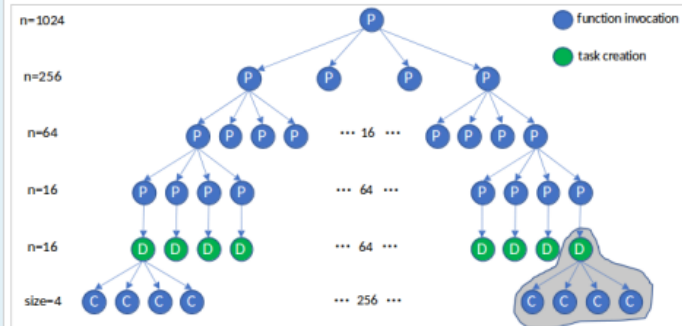 n=1024 P function invocation
task creation
n=256 P P P P
n=64 P P P P ··· 16 ··· P P P P
n=16 P P P P ··· 64 ··· P P P P
n=16 D D D D ··· 64 ··· D D D D
size=4 C C C C ··· 256 ··· C C C C